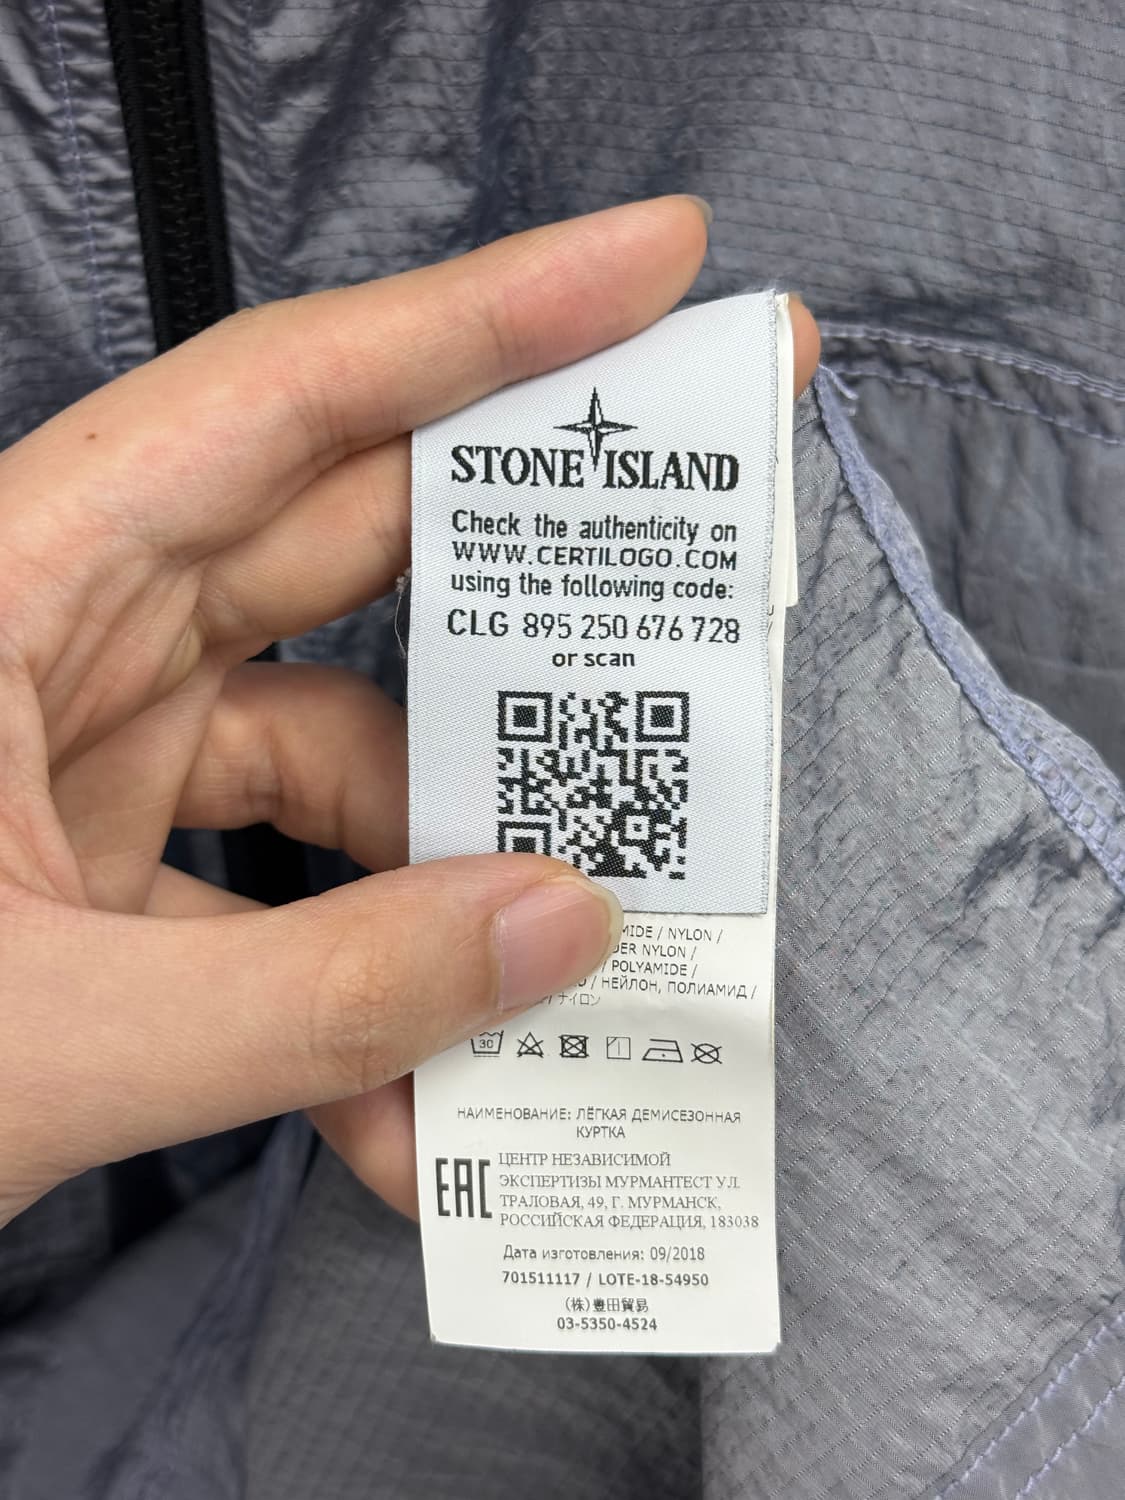 STONE ISLAND
Check the authenticity on
WWW.CERTILOGO.COM
using the following code:
CLG 895 250 676 728
or scan
/ NYLON /
NYLON /
/ POLYAMIDE /
/ НЕЙЛОН, ПОЛИАМИД /
/ ナイロン
30
НАИМЕНОВАНИЕ: ЛЁГКАЯ ДЕМИСЕЗОННАЯ
КУРТКА
EAC
ЦЕНТР НЕЗАВИСИМОЙ
ЭКСПЕРТИЗЫ МУРМАНТЕСТ УЛ.
ТРАЛОВАЯ, 49, Г. МУРМАНСК,
РОССИЙСКАЯ ФЕДЕРАЦИЯ, 183038
Дата изготовления: 09/2018
701511117 / LOTE-18-54950
(株)豊田貿易
03-5350-4524